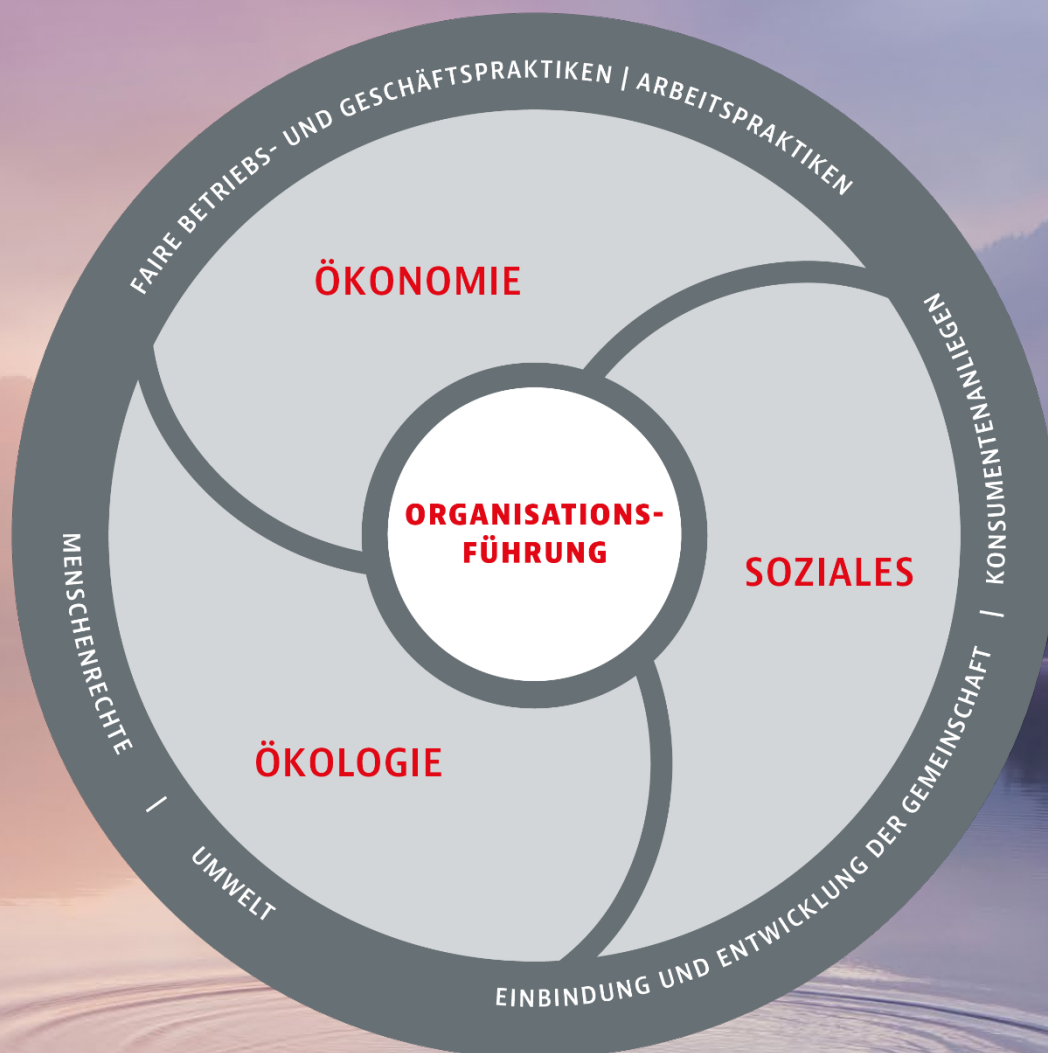 FAIRE BETRIEBS- UND GESCHÄFTSPRAKTIKEN | ARBEITSPRAKTIKEN
KONSUMENTENANLIEGEN
|
EINBINDUNG UND ENTWICKLUNG DER GEMEINSCHAFT
MENSCHENRECHTE | UMWELT
ÖKONOMIE
ORGANISATIONS-
FÜHRUNG
SOZIALES
ÖKOLOGIE